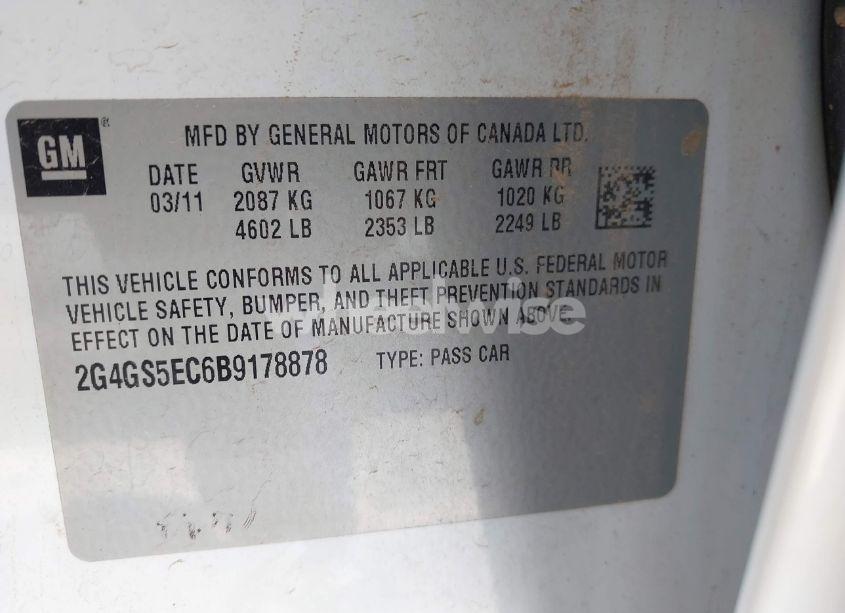 GM
®
MFD BY GENERAL MOTORS OF CANADA LTD.
DATE GVWR GAWR FRT GAWR RR
03/11 2087 KG 1067 KG 1020 KG
4602 LB 2353 LB 2249 LB
THIS VEHICLE CONFORMS TO ALL APPLICABLE U.S. FEDERAL MOTOR
VEHICLE SAFETY, BUMPER, AND THEFT PREVENTION STANDARDS IN
EFFECT ON THE DATE OF MANUFACTURE SHOWN ABOVE.
wheelwise
2G4GS5EC6B9178878 TYPE: PASS CAR